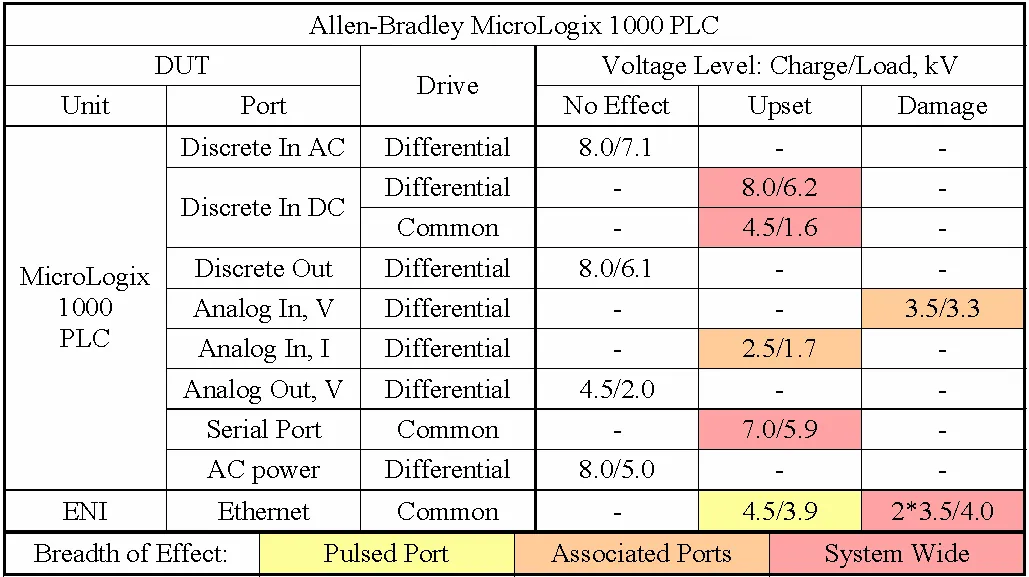 Allen-Bradley MicroLogix 1000 PLC
DUT Drive Voltage Level: Charge/Load, kV
Unit Port No Effect Upset Damage
MicroLogix 1000 PLC Discrete In AC Differential 8.0/7.1 - -
Discrete In DC Differential - 8.0/6.2 -
Common - 4.5/1.6 -
Discrete Out Differential 8.0/6.1 - -
Analog In, V Differential - - 3.5/3.3
Analog In, I Differential - 2.5/1.7 -
Analog Out, V Differential 4.5/2.0 - -
Serial Port Common - 7.0/5.9 -
AC power Differential 8.0/5.0 - -
ENI Ethernet Common - 4.5/3.9 2*3.5/4.0
Breadth of Effect: Pulsed Port Associated Ports System Wide